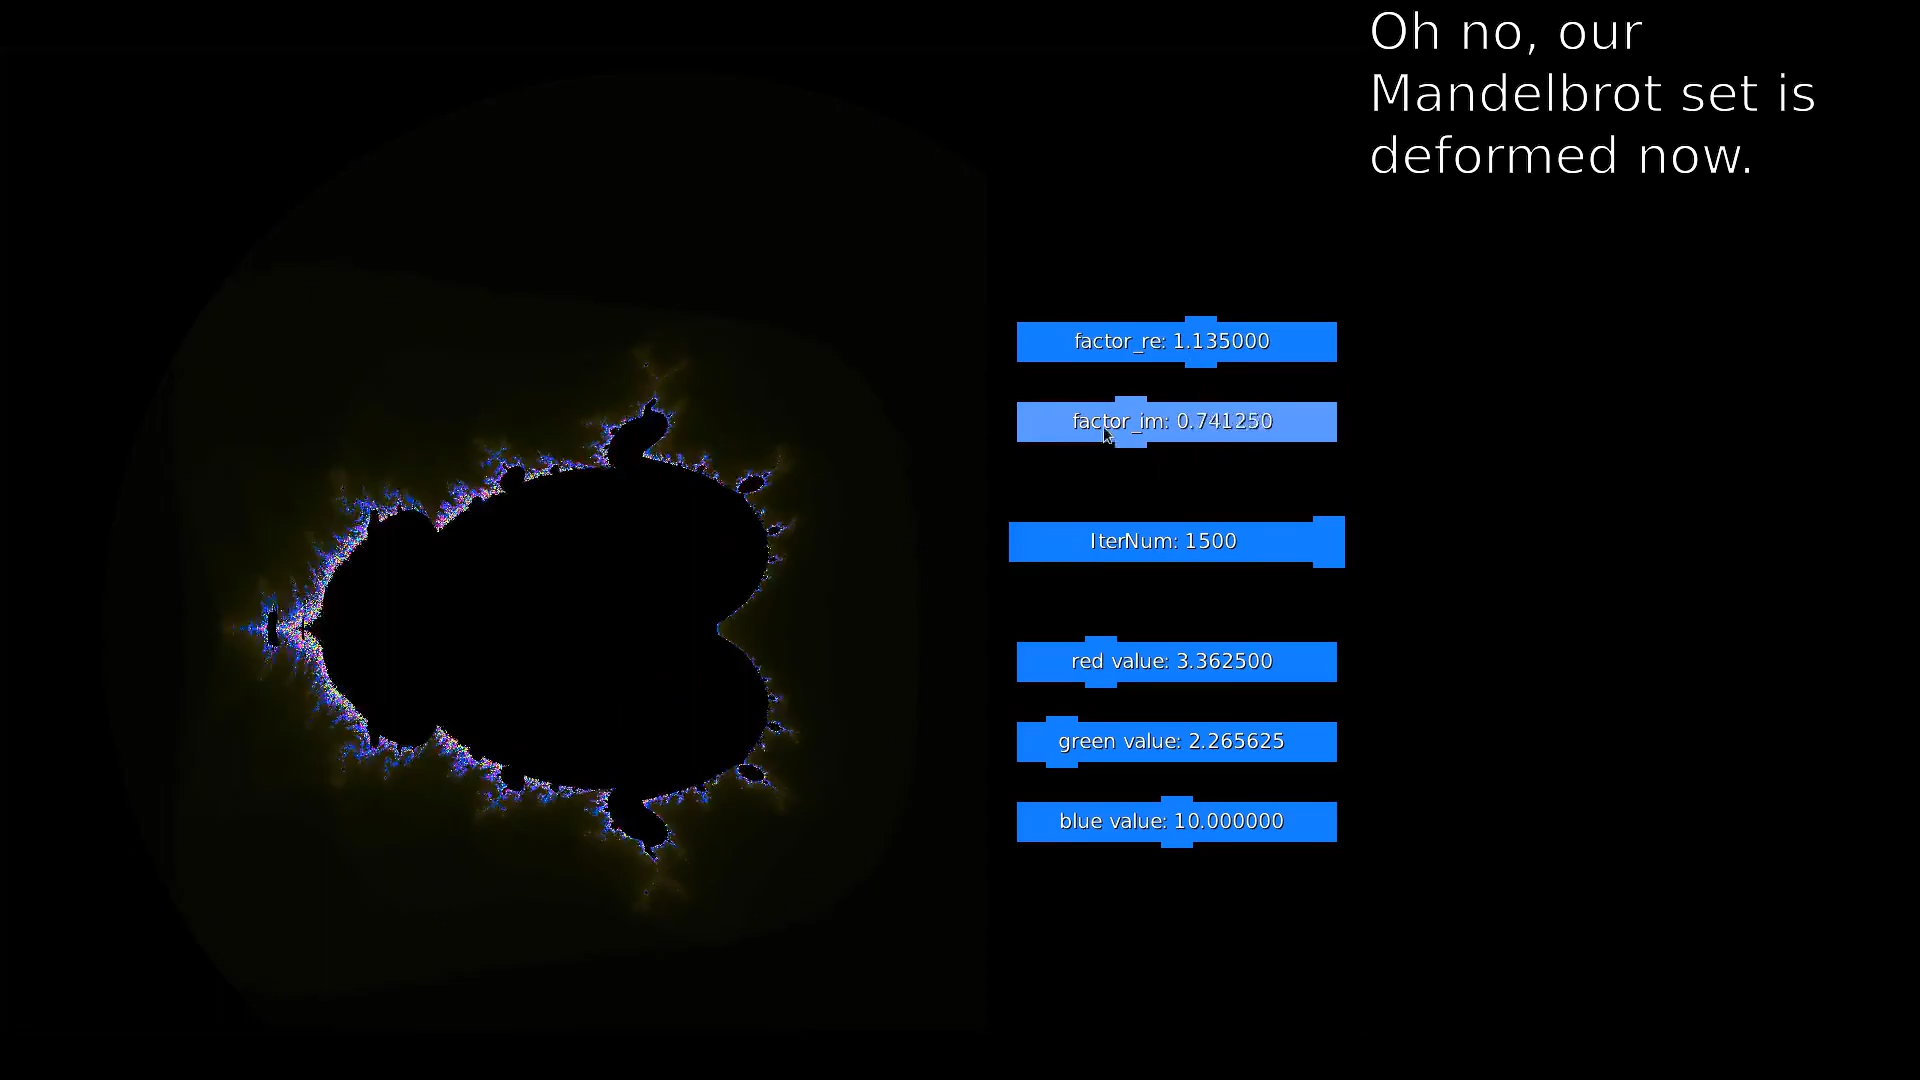 Oh no, our
Mandelbrot set is
deformed now.
factor_re: 1.135000
factor_im: 0.741250
IterNum: 1500
red value: 3.362500
green value: 2.265625
blue value: 10.000000